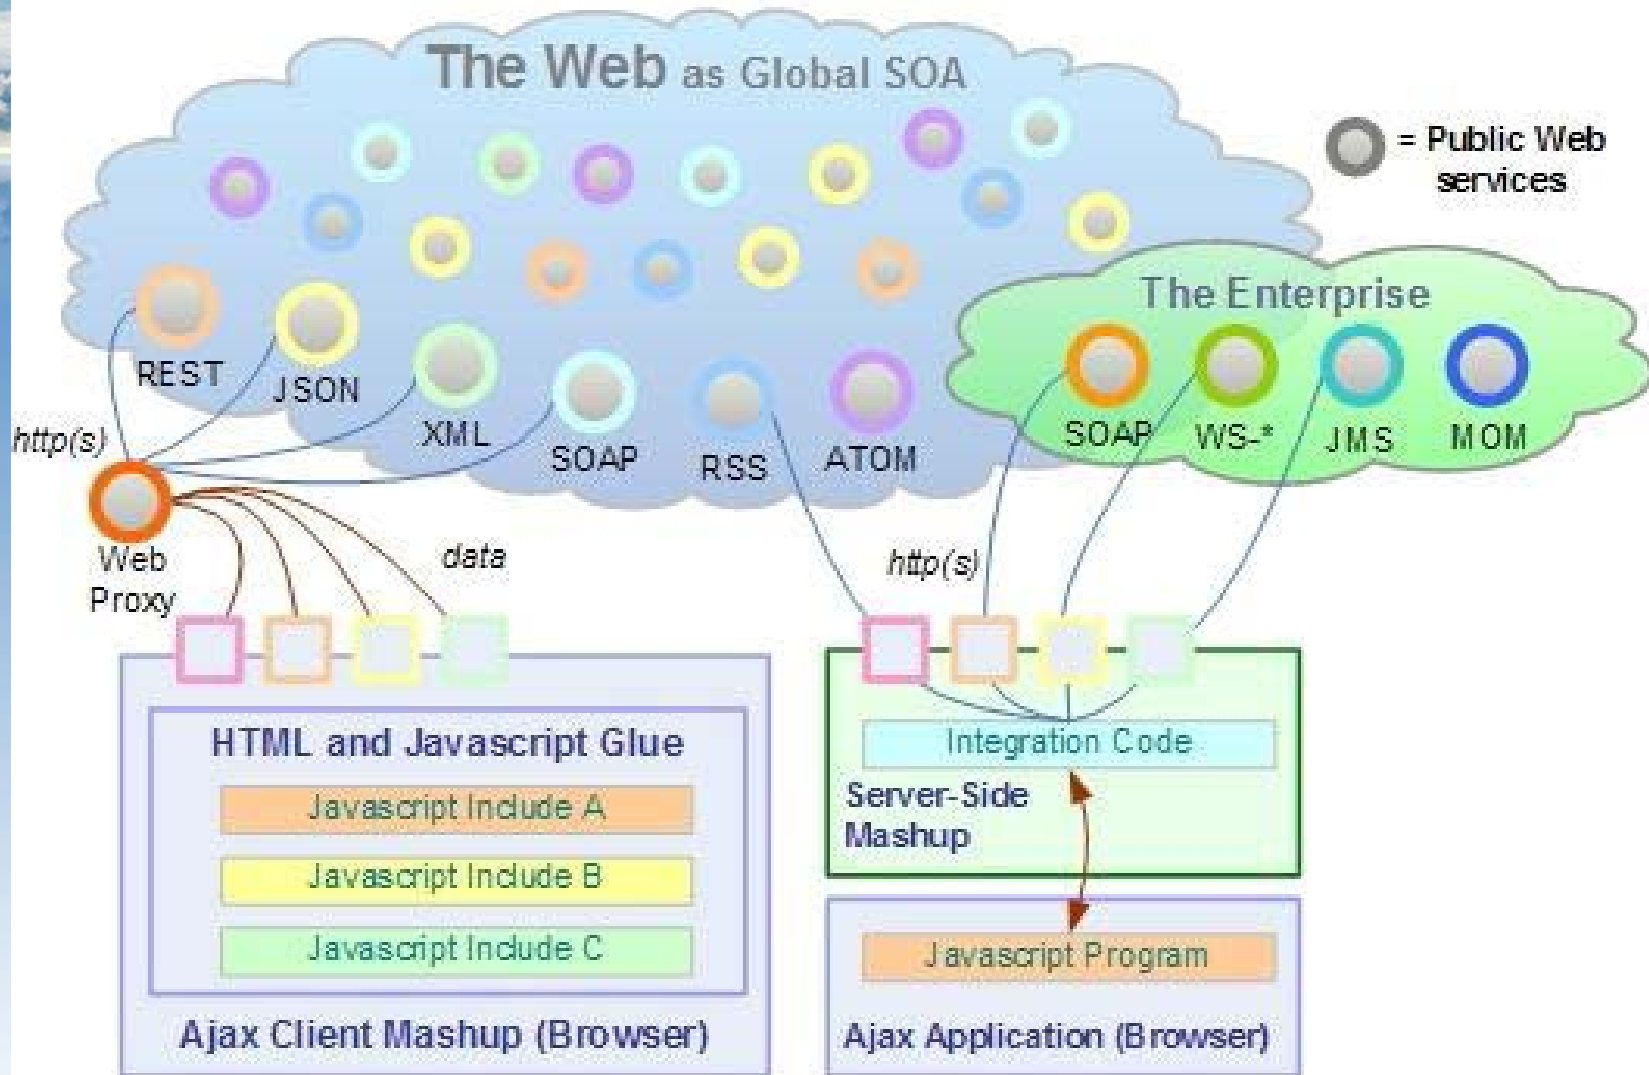 The Web as Global SOA
= Public Web
services
The Enterprise
REST
JSON
XML
SOAP
RSS
ATOM
SOAP
WS-*
JMS
MOM
http(s)
Web
Proxy
data
http(s)
HTML and Javascript Glue
Javascript Include A
Javascript Include B
Javascript Include C
Ajax Client Mashup (Browser)
Integration Code
Server-Side
Mashup
Javascript Program
Ajax Application (Browser)